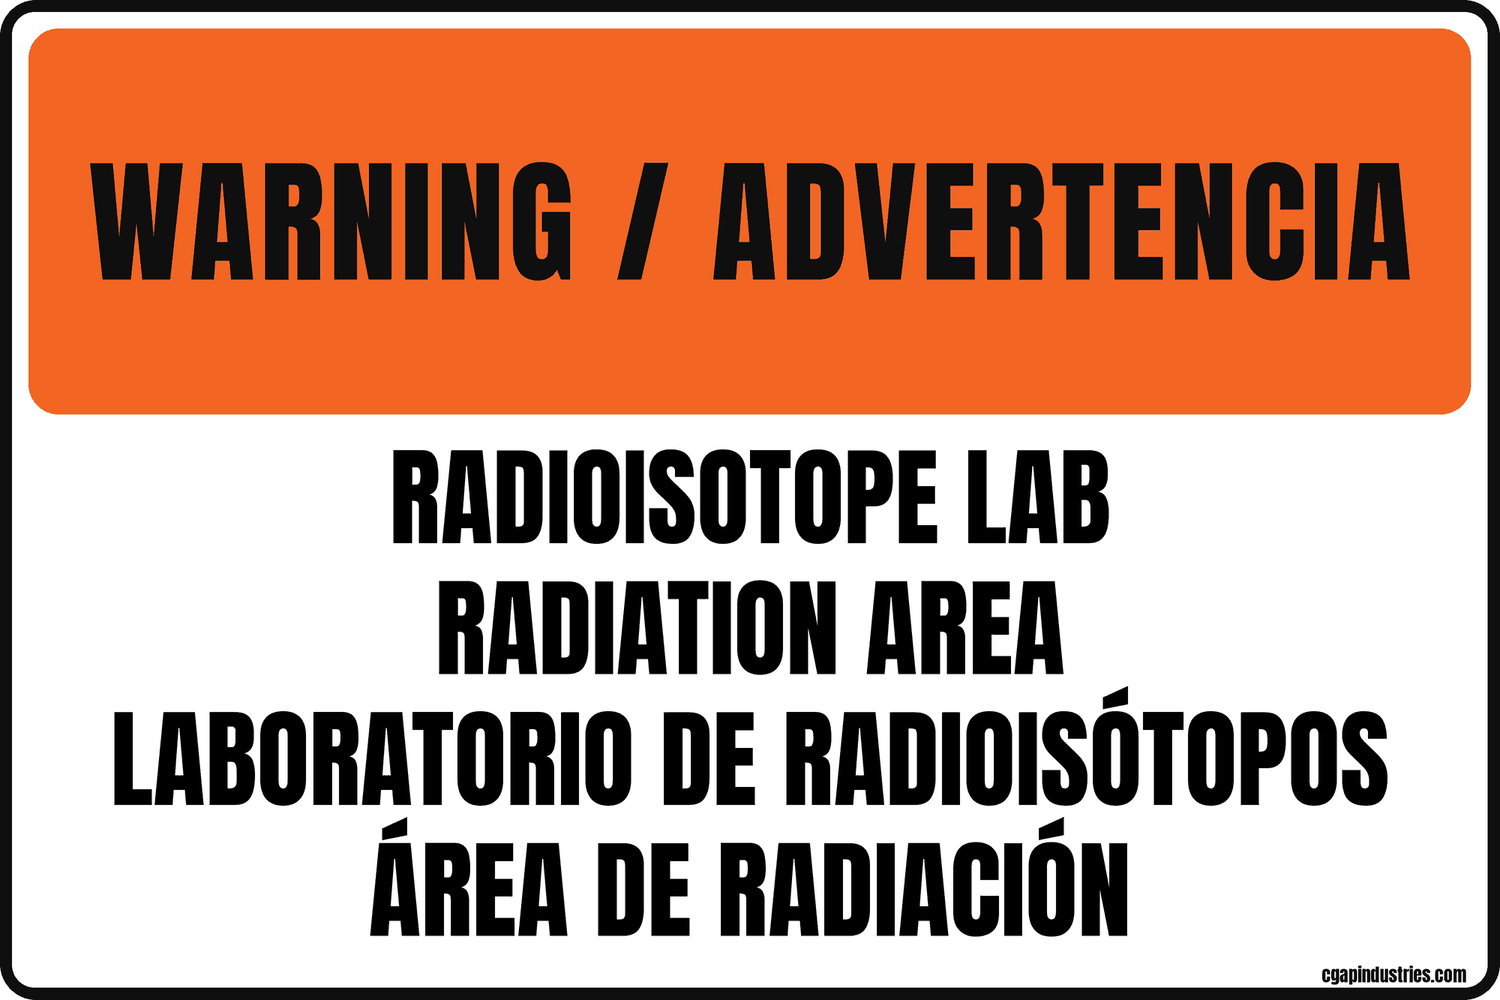 WARNING / ADVERTENCIA
RADIOISOTOPE LAB
RADIATION AREA
LABORATORIO DE RADIOISÓTOPOS
ÁREA DE RADIACIÓN
cgapindustries.com